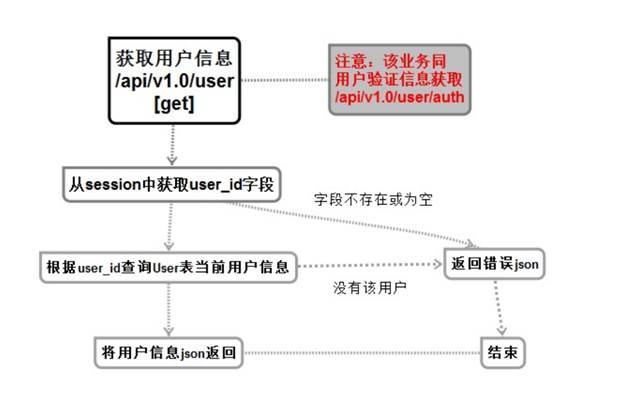 获取用户信息
/api/v1.0/user
[get]
注意：该业务同
用户验证信息获取
/api/v1.0/user/auth
从session中获取user_id字段
字段不存在或为空
根据user_id查询User表当前用户信息
返回错误json
没有该用户
将用户信息json返回
结束